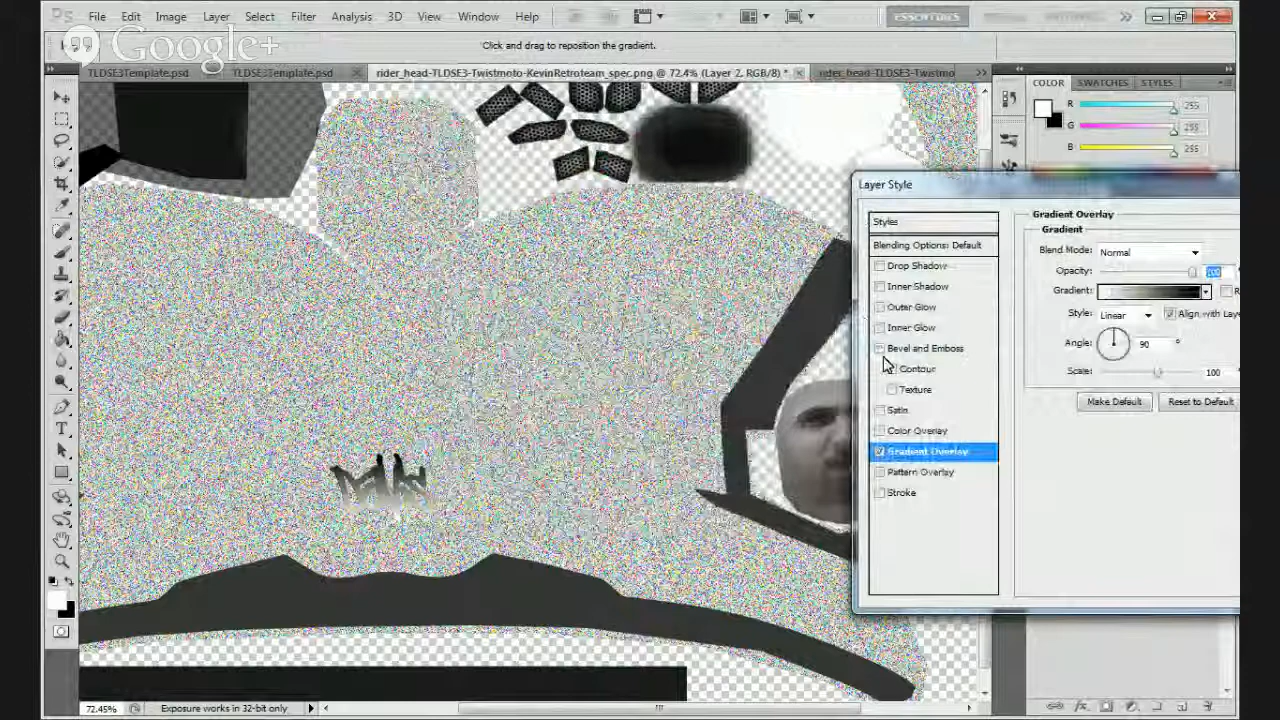 Ps File Edit Image Layer Select Filter Analysis 3D View Window Help ESSENTIALS
Google+
Click and drag to reposition the gradient.
TLDSE3Template.psd TLDSE3Template.psd rider_head-TLDSE3-Twistmoto-KevinRetroteam_spec.png @ 72.4% (Layer 2, RGB/8) * rider_head-TLDSE3-Twistmo
COLOR SWATCHES STYLES
R 255
G 255
B 255
Layer Style
Styles
Blending Options: Default
Drop Shadow
Inner Shadow
Outer Glow
Inner Glow
Bevel and Emboss
Contour
Texture
Satin
Color Overlay
Gradient Overlay
Pattern Overlay
Stroke
Gradient Overlay
Gradient
Blend Mode: Normal
Opacity: 100
Gradient: R
Style: Linear Align with Laye
Angle: 90 °
Scale: 100
Make Default Reset to Default
72.45% Exposure works in 32-bit only